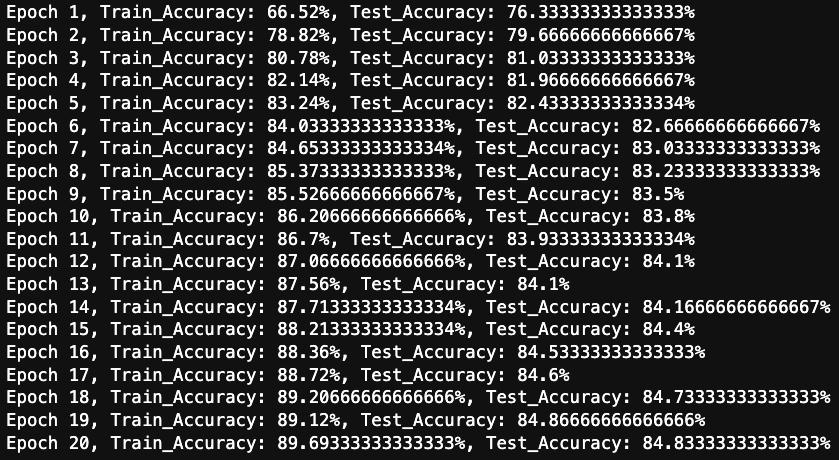 Epoch 1, Train_Accuracy: 66.52%, Test_Accuracy: 76.33333333333333%
Epoch 2, Train_Accuracy: 78.82%, Test_Accuracy: 79.66666666666667%
Epoch 3, Train_Accuracy: 80.78%, Test_Accuracy: 81.03333333333333%
Epoch 4, Train_Accuracy: 82.14%, Test_Accuracy: 81.96666666666667%
Epoch 5, Train_Accuracy: 83.24%, Test_Accuracy: 82.43333333333334%
Epoch 6, Train_Accuracy: 84.03333333333333%, Test_Accuracy: 82.66666666666667%
Epoch 7, Train_Accuracy: 84.65333333333334%, Test_Accuracy: 83.03333333333333%
Epoch 8, Train_Accuracy: 85.37333333333333%, Test_Accuracy: 83.23333333333333%
Epoch 9, Train_Accuracy: 85.52666666666667%, Test_Accuracy: 83.5%
Epoch 10, Train_Accuracy: 86.20666666666666%, Test_Accuracy: 83.8%
Epoch 11, Train_Accuracy: 86.7%, Test_Accuracy: 83.93333333333334%
Epoch 12, Train_Accuracy: 87.06666666666666%, Test_Accuracy: 84.1%
Epoch 13, Train_Accuracy: 87.56%, Test_Accuracy: 84.1%
Epoch 14, Train_Accuracy: 87.71333333333334%, Test_Accuracy: 84.16666666666667%
Epoch 15, Train_Accuracy: 88.21333333333334%, Test_Accuracy: 84.4%
Epoch 16, Train_Accuracy: 88.36%, Test_Accuracy: 84.53333333333333%
Epoch 17, Train_Accuracy: 88.72%, Test_Accuracy: 84.6%
Epoch 18, Train_Accuracy: 89.20666666666666%, Test_Accuracy: 84.73333333333333%
Epoch 19, Train_Accuracy: 89.12%, Test_Accuracy: 84.86666666666666%
Epoch 20, Train_Accuracy: 89.69333333333333%, Test_Accuracy: 84.83333333333333%